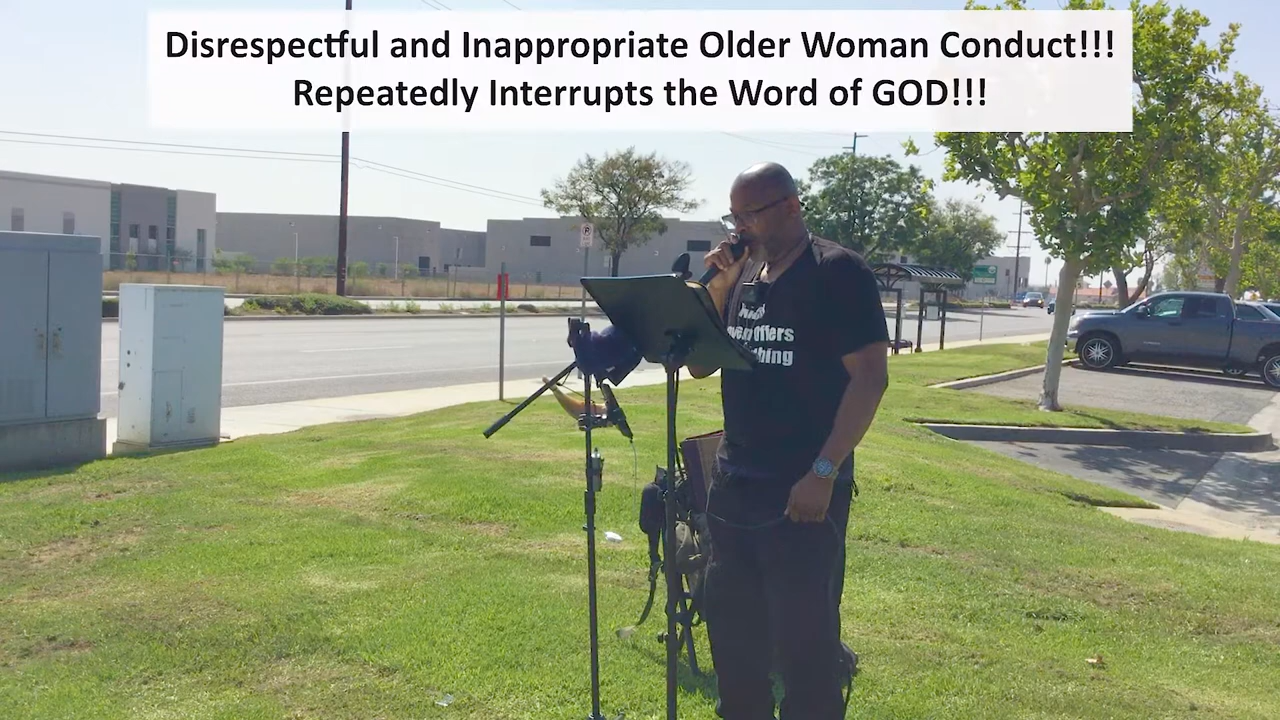 Disrespectful and Inappropriate Older Woman Conduct!!!
Repeatedly Interrupts the Word of GOD!!!